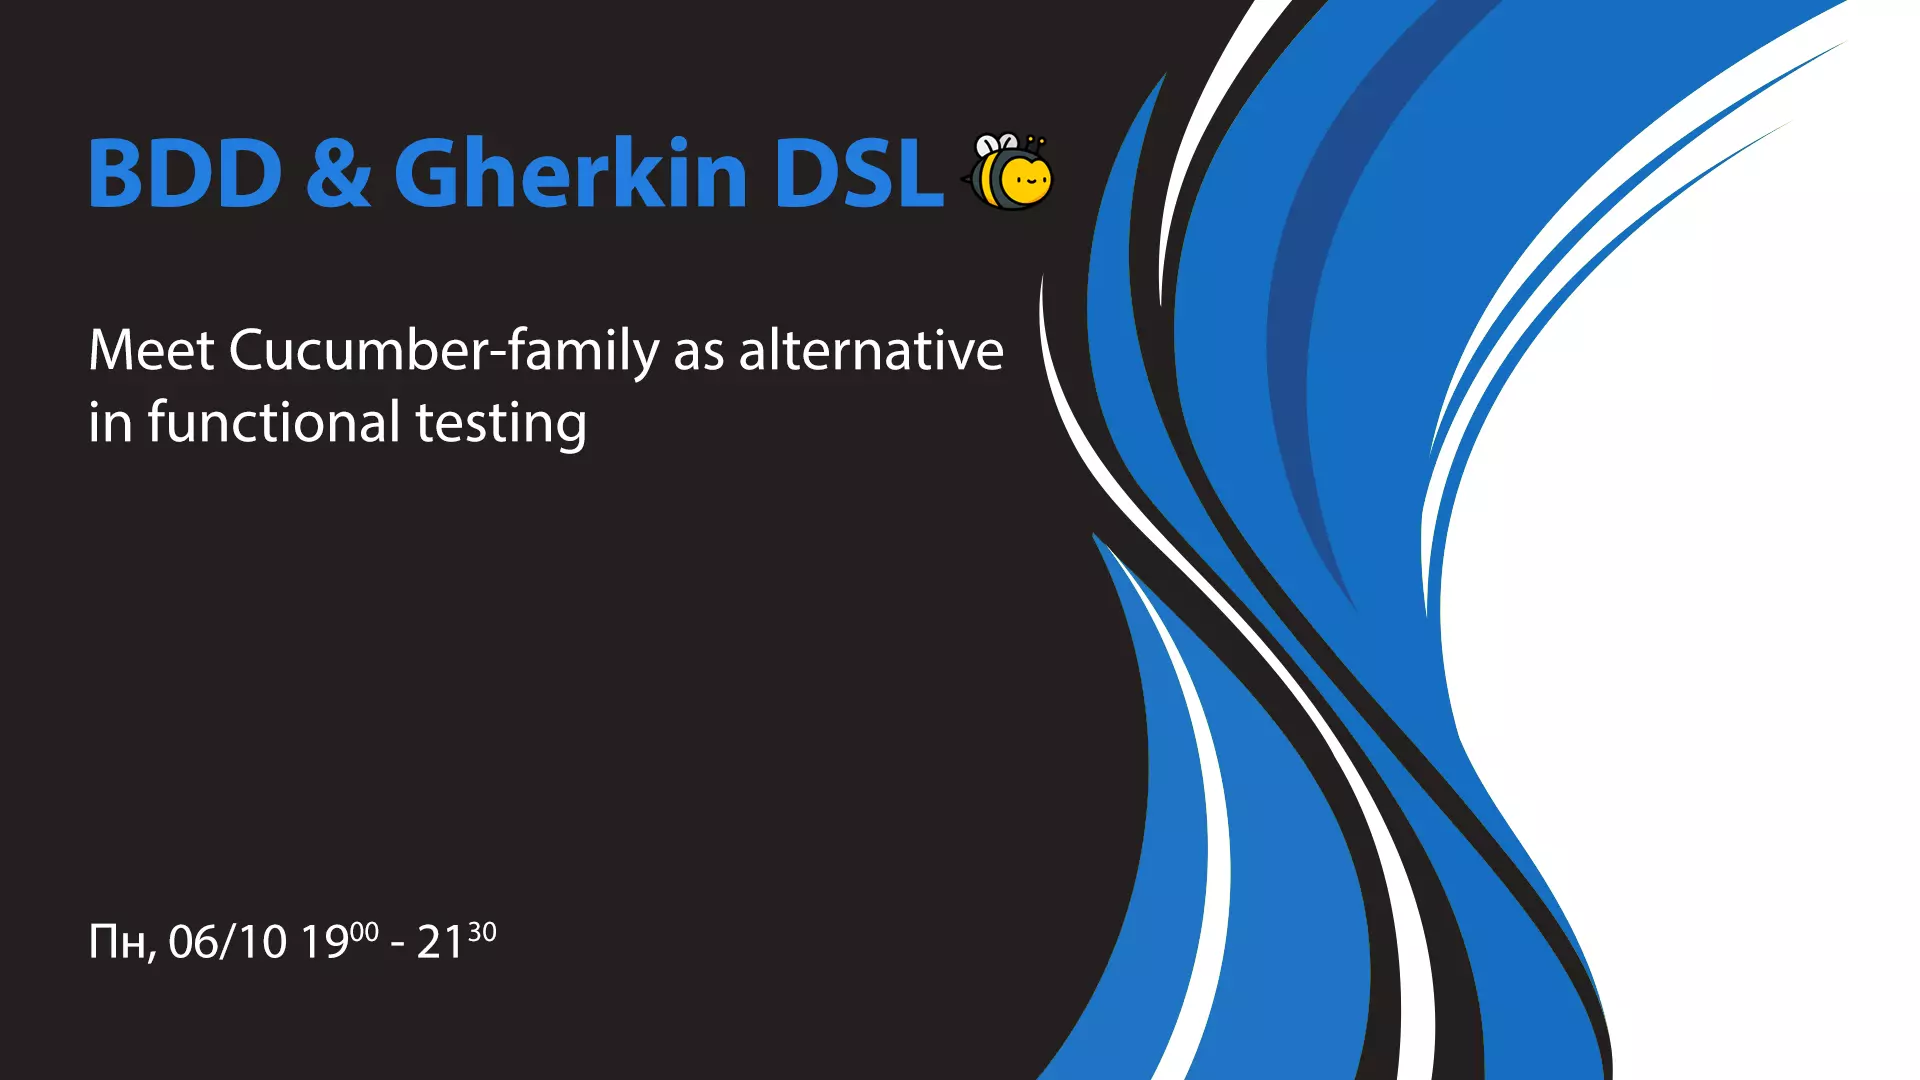 BDD & Gherkin DSL
Meet Cucumber-family as alternative
in functional testing
Пн, 06/10 19⁰⁰ - 21³⁰